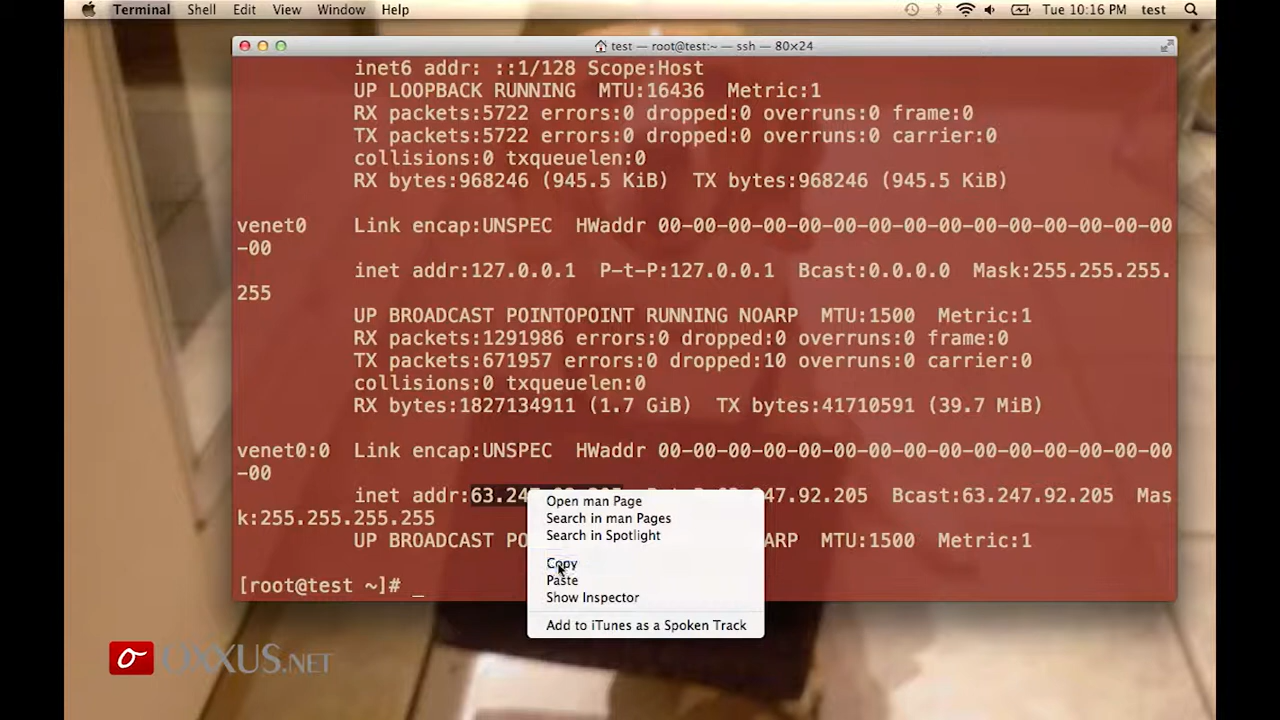 Terminal Shell Edit View Window Help Tue 10:16 PM test
test — root@test:~ — ssh — 80×24
inet6 addr: ::1/128 Scope:Host
UP LOOPBACK RUNNING MTU:16436 Metric:1
RX packets:5722 errors:0 dropped:0 overruns:0 frame:0
TX packets:5722 errors:0 dropped:0 overruns:0 carrier:0
collisions:0 txqueuelen:0
RX bytes:968246 (945.5 KiB) TX bytes:968246 (945.5 KiB)
venet0 Link encap:UNSPEC HWaddr 00-00-00-00-00-00-00-00-00-00-00-00-00-00-00
-00
inet addr:127.0.0.1 P-t-P:127.0.0.1 Bcast:0.0.0.0 Mask:255.255.255.
255
UP BROADCAST POINTOPOINT RUNNING NOARP MTU:1500 Metric:1
RX packets:1291986 errors:0 dropped:0 overruns:0 frame:0
TX packets:671957 errors:0 dropped:10 overruns:0 carrier:0
collisions:0 txqueuelen:0
RX bytes:1827134911 (1.7 GiB) TX bytes:41710591 (39.7 MiB)
venet0:0 Link encap:UNSPEC HWaddr 00-00-00-00-00-00-00-00-00-00-00-00-00-00-00
-00
inet addr:63.24 47.92.205 Bcast:63.247.92.205 Mas
k:255.255.255.255
UP BROADCAST PO ARP MTU:1500 Metric:1
[root@test ~]# _
Open man Page
Search in man Pages
Search in Spotlight
Copy
Paste
Show Inspector
Add to iTunes as a Spoken Track
OXXUS.NET